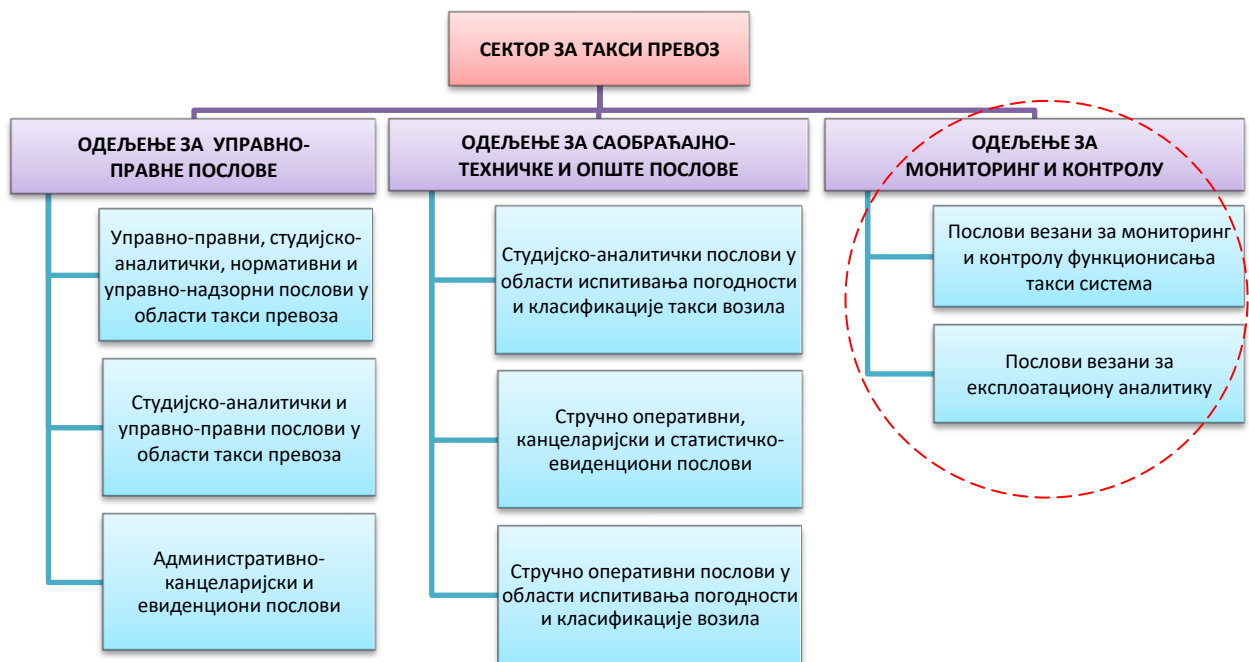 СЕКТОР ЗА ТАКСИ ПРЕВОЗ
ОДЕЉЕЊЕ ЗА УПРАВНО-
ПРАВНЕ ПОСЛОВЕ
Управно-правни, студијско-
аналитички, нормативни и
управно-надзорни послови у
области такси превоза
Студијско-аналитички и
управно-правни послови у
области такси превоза
Административно-
канцеларијски и
евиденциони послови
ОДЕЉЕЊЕ ЗА САОБРАЋАЈНО-
ТЕХНИЧКЕ И ОПШТЕ ПОСЛОВЕ
Студијско-аналитички послови у
области испитивања погодности
и класификације такси возила
Стручно оперативни,
канцеларијски и статистичко-
евиденциони послови
Стручно оперативни послови у
области испитивања погодности
и класификације возила
ОДЕЉЕЊЕ ЗА
МОНИТОРИНГ И КОНТРОЛУ
Послови везани за мониторинг
и контролу функционисања
такси система
Послови везани за
експлоатациону аналитику